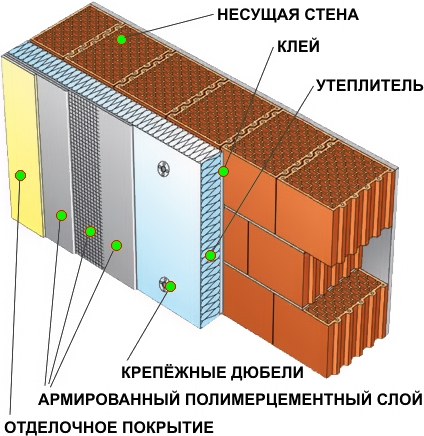 НЕСУЩАЯ СТЕНА
КЛЕЙ
УТЕПЛИТЕЛЬ
КРЕПЁЖНЫЕ ДЮБЕЛИ
АРМИРОВАННЫЙ ПОЛИМЕРЦЕМЕНТНЫЙ СЛОЙ
ОТДЕЛОЧНОЕ ПОКРЫТИЕ